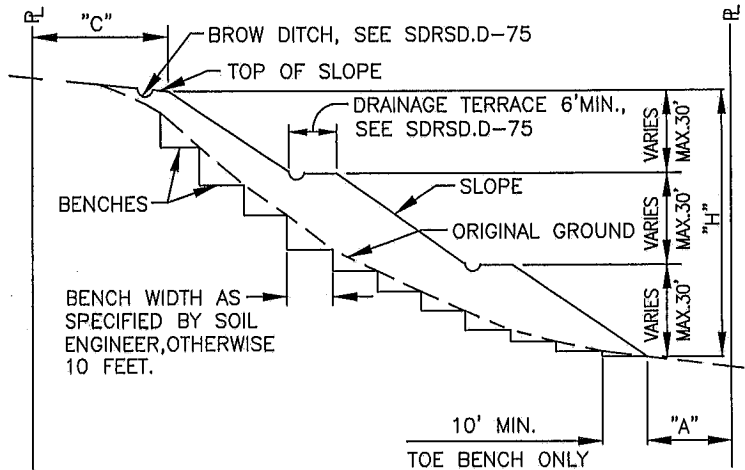 PL
PL
"C"
BROW DITCH, SEE SDRSD.D-75
TOP OF SLOPE
DRAINAGE TERRACE 6'MIN.,
SEE SDRSD.D-75
VARIES
MAX.30'
BENCHES
SLOPE
VARIES
MAX.30'
"H"
ORIGINAL GROUND
BENCH WIDTH AS
SPECIFIED BY SOIL
ENGINEER,OTHERWISE
10 FEET.
VARIES
MAX.30'
10' MIN.
TOE BENCH ONLY
"A"